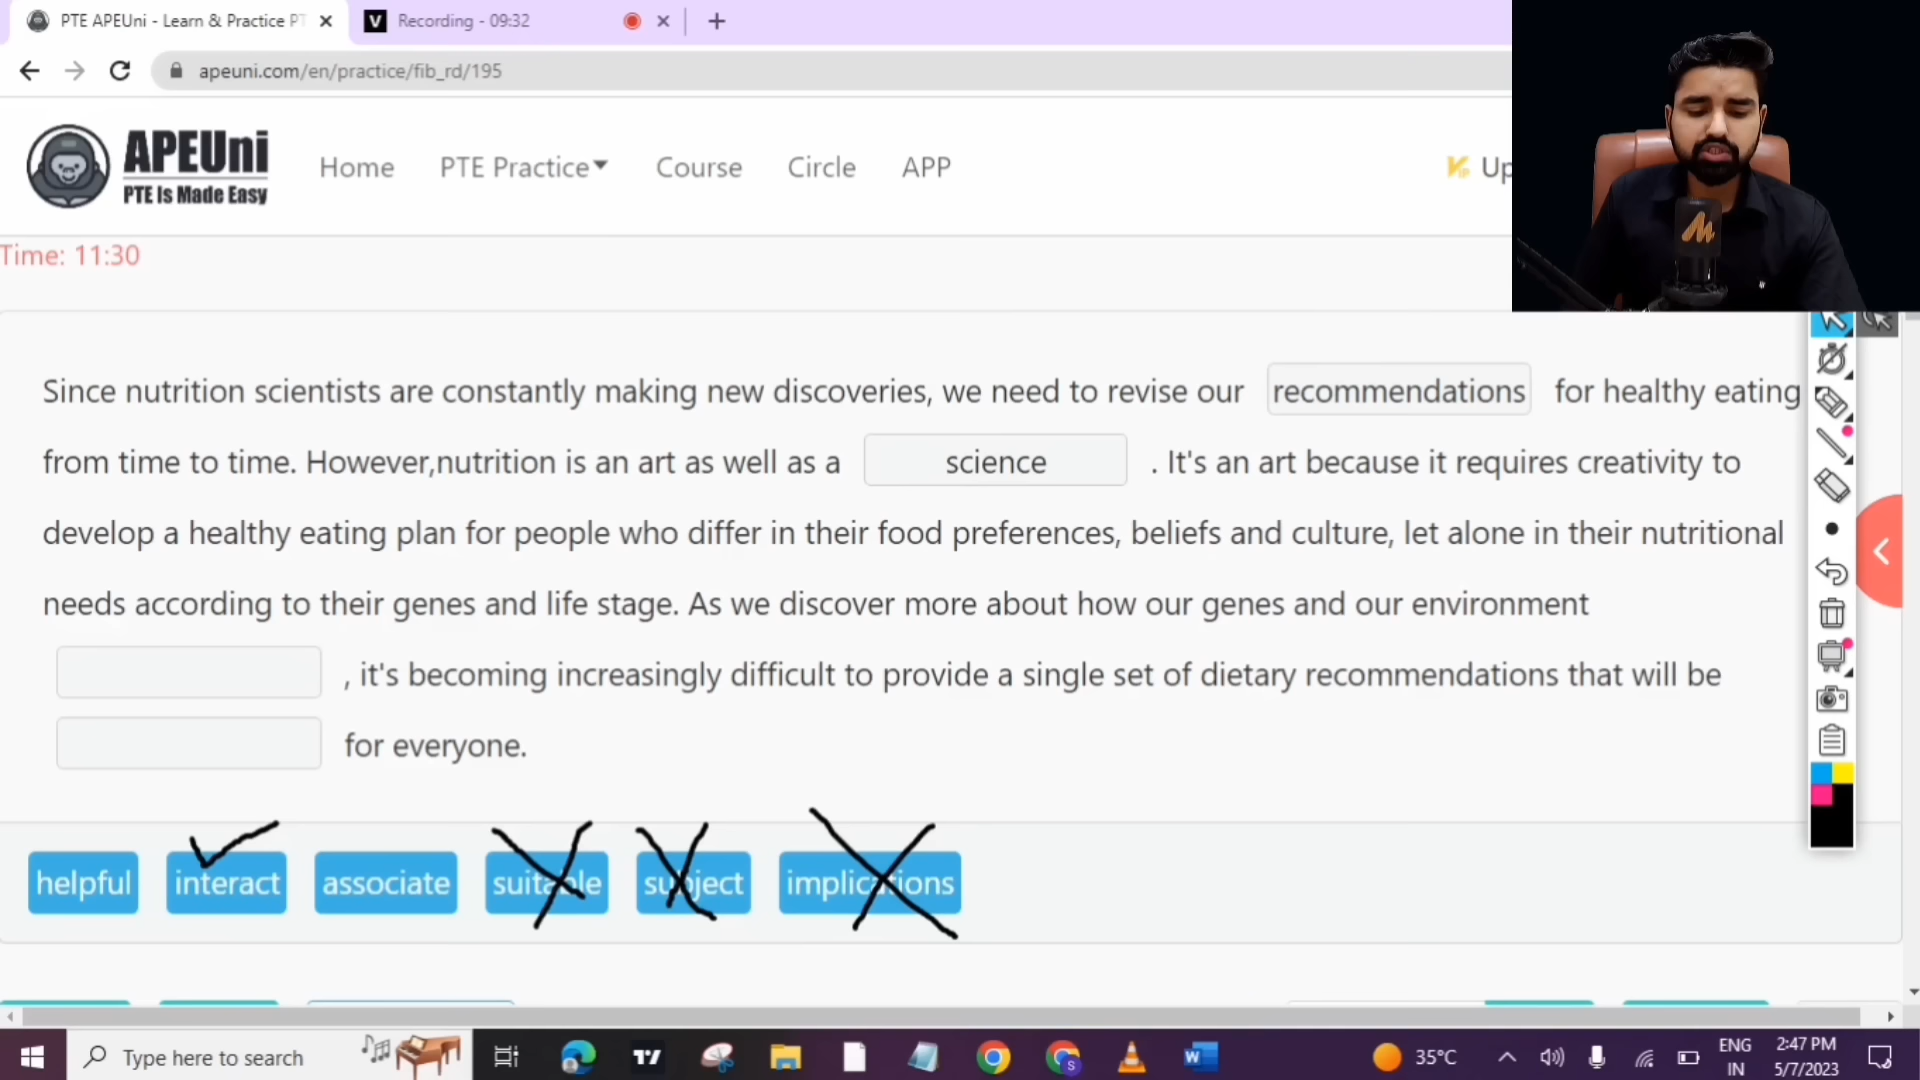 PTE APEUni - Learn & Practice PT
Recording - 09:32
apeuni.com/en/practice/fib_rd/195
APEUni
PTE Is Made Easy
Home PTE Practice Course Circle APP
Up
Time: 11:30
Since nutrition scientists are constantly making new discoveries, we need to revise our recommendations for healthy eating
from time to time. However,nutrition is an art as well as a science . It's an art because it requires creativity to
develop a healthy eating plan for people who differ in their food preferences, beliefs and culture, let alone in their nutritional
needs according to their genes and life stage. As we discover more about how our genes and our environment
, it's becoming increasingly difficult to provide a single set of dietary recommendations that will be
for everyone.
helpful interact associate suitable subject implications
Type here to search
35°C
ENG
IN
2:47 PM
5/7/2023